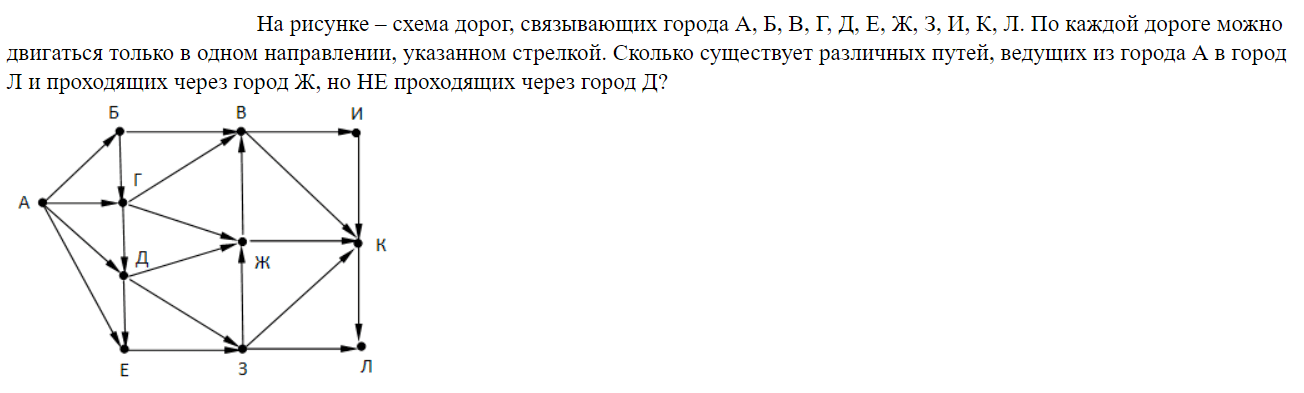 На рисунке – схема дорог, связывающих города А, Б, В, Г, Д, Е, Ж, З, И, К, Л. По каждой дороге можно
двигаться только в одном направлении, указанном стрелкой. Сколько существует различных путей, ведущих из города А в город
Л и проходящих через город Ж, но НЕ проходящих через город Д?
Б В И
Г
А
К
Д
Ж
Е З Л